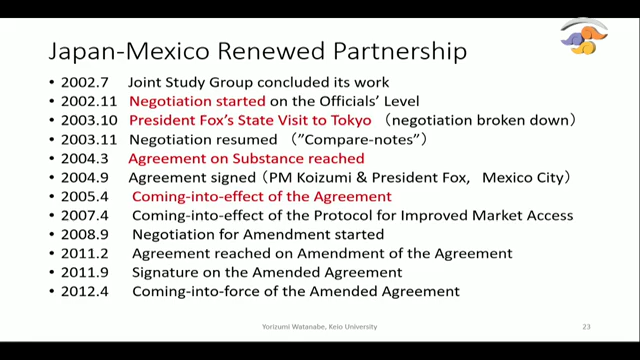 Japan-Mexico Renewed Partnership
• 2002.7 Joint Study Group concluded its work
• 2002.11 Negotiation started on the Officials' Level
• 2003.10 President Fox's State Visit to Tokyo （negotiation broken down）
• 2003.11 Negotiation resumed （"Compare-notes"）
• 2004.3 Agreement on Substance reached
• 2004.9 Agreement signed（PM Koizumi & President Fox, Mexico City）
• 2005.4 Coming-into-effect of the Agreement
• 2007.4 Coming-into-effect of the Protocol for Improved Market Access
• 2008.9 Negotiation for Amendment started
• 2011.2 Agreement reached on Amendment of the Agreement
• 2011.9 Signature on the Amended Agreement
• 2012.4 Coming-into-force of the Amended Agreement
Yorizumi Watanabe, Keio University
23